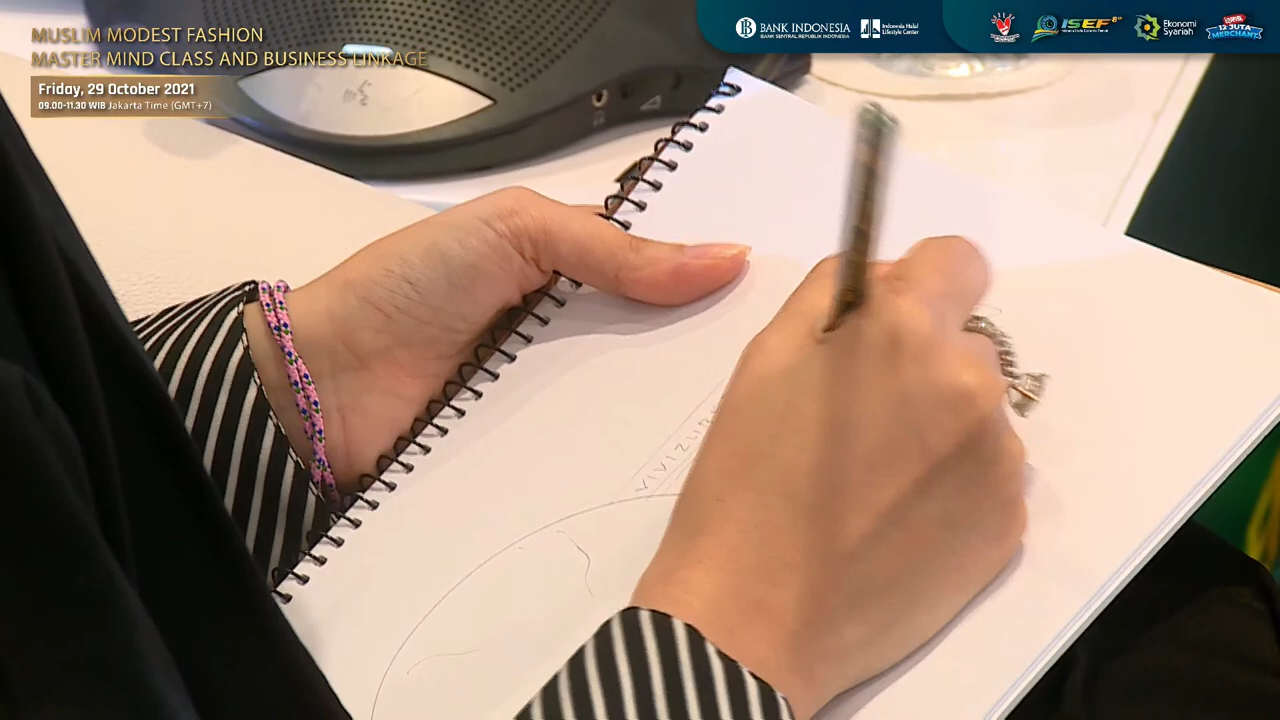 MUSLIM MODEST FASHION
MASTER MIND CLASS AND BUSINESS LINKAGE
Friday, 29 October 2021
09.00-11.30 WIB Jakarta Time (GMT+7)
BANK INDONESIA
BANK SENTRAL REPUBLIK INDONESIA
Indonesia Halal
Lifestyle Center
ISEF 8th
Ekonomi
Syariah
QRIS
12 JUTA
MERCHANT